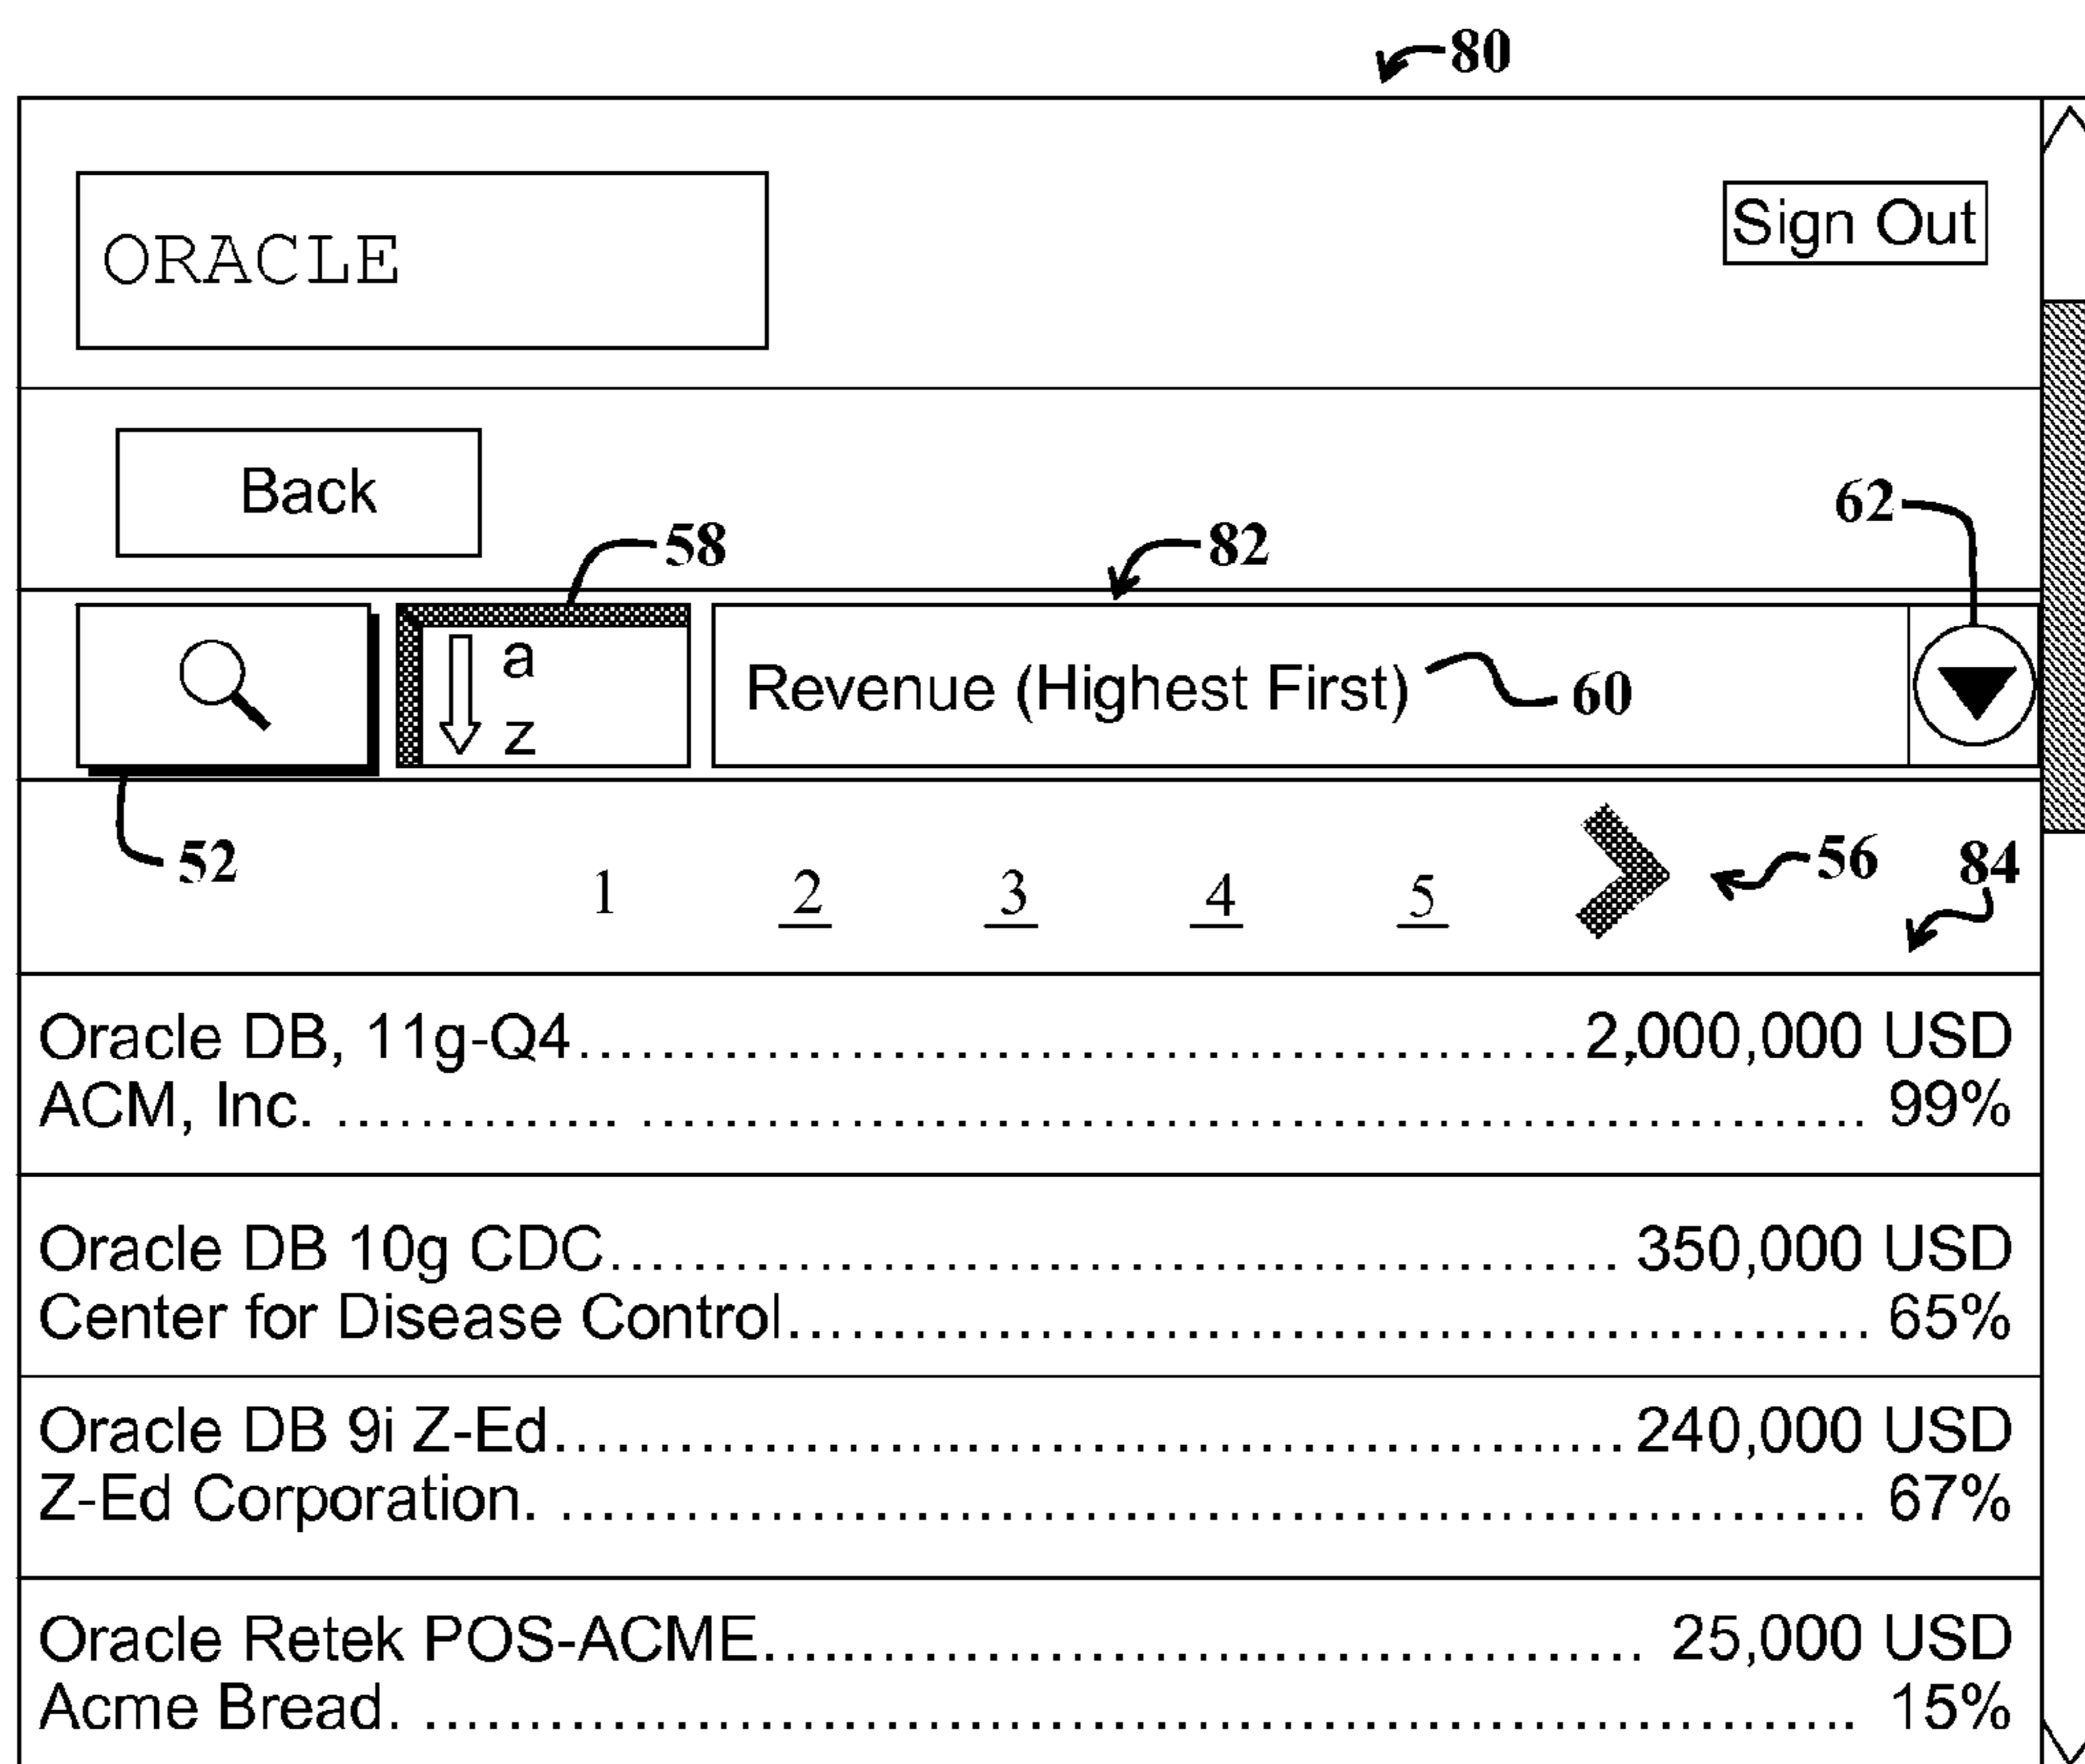 80
ORACLE
Sign Out
Back
58
82
62
a
z
Revenue (Highest First)
60
52
1 2 3 4 5
56
84
Oracle DB, 11g-Q4..............................................2,000,000 USD
ACM, Inc. ............. .......................................................... 99%
Oracle DB 10g CDC.............................................. 350,000 USD
Center for Disease Control................................................... 65%
Oracle DB 9i Z-Ed................................................. 240,000 USD
Z-Ed Corporation. .............................................................. 67%
Oracle Retek POS-ACME........................................ 25,000 USD
Acme Bread. .................................................................... 15%